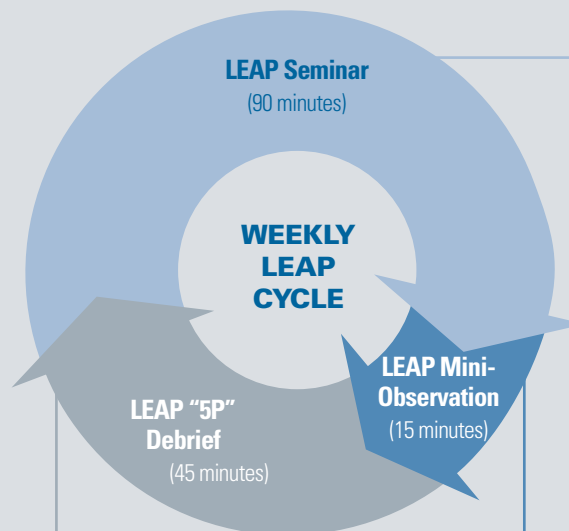 LEAP Seminar
(90 minutes)
WEEKLY
LEAP
CYCLE
LEAP Mini-
Observation
(15 minutes)
LEAP “5P”
Debrief
(45 minutes)